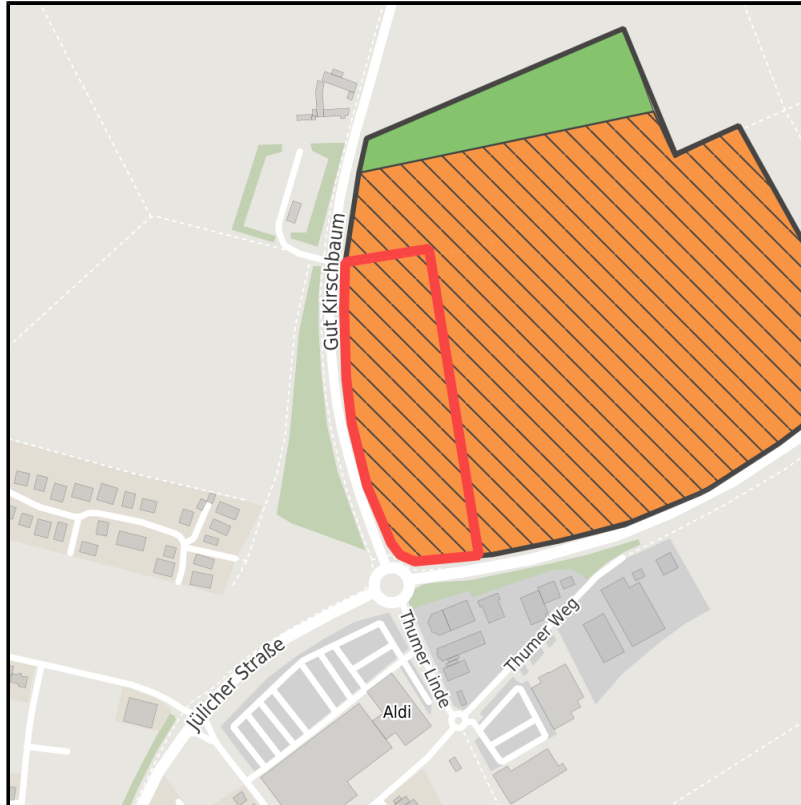 Gut Kirschbaum
Thumer Linde
Thumer Weg
Jülicher Straße
Aldi